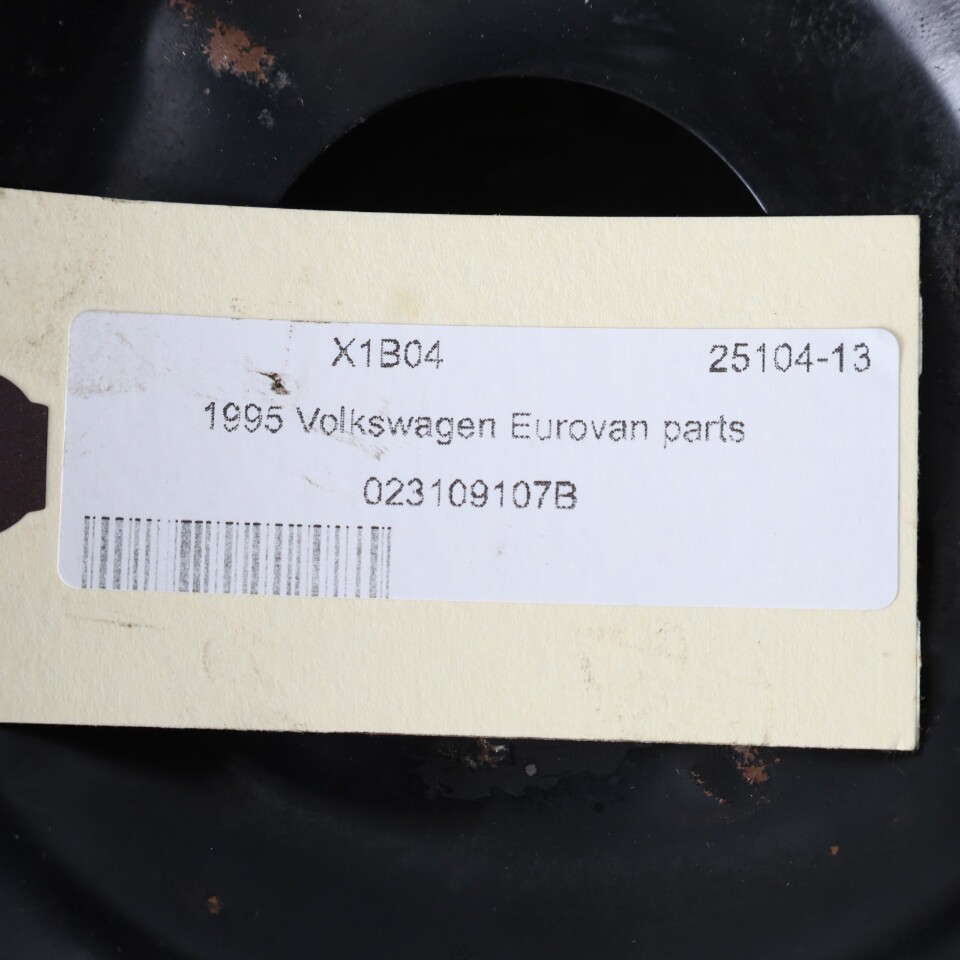 X1B04 25104-13
1995 Volkswagen Eurovan parts
023109107B